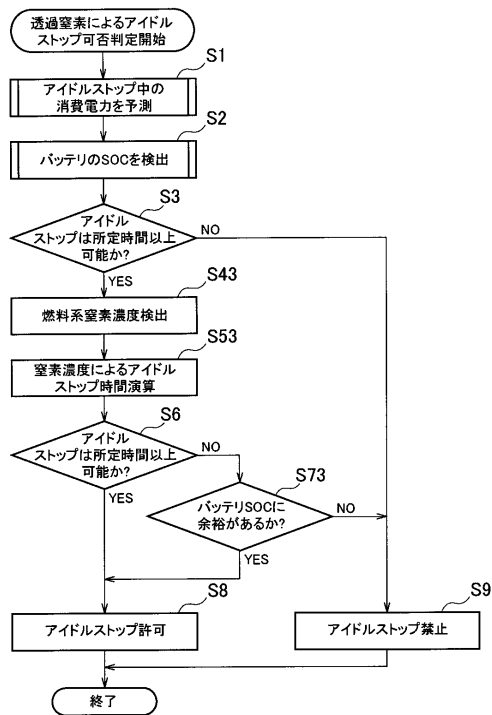 透過窒素によるアイドル
ストップ可否判定開始
S1
アイドルストップ中の
消費電力を予測
S2
バッテリのSOCを検出
S3
アイドル
ストップは所定時間以上
可能か?
NO
YES
S43
燃料系窒素濃度検出
S53
窒素濃度によるアイドル
ストップ時間演算
S6
アイドル
ストップは所定時間以上
可能か?
NO
YES
S73
バッテリSOCに
余裕があるか?
NO
YES
S8
アイドルストップ許可
S9
アイドルストップ禁止
終了